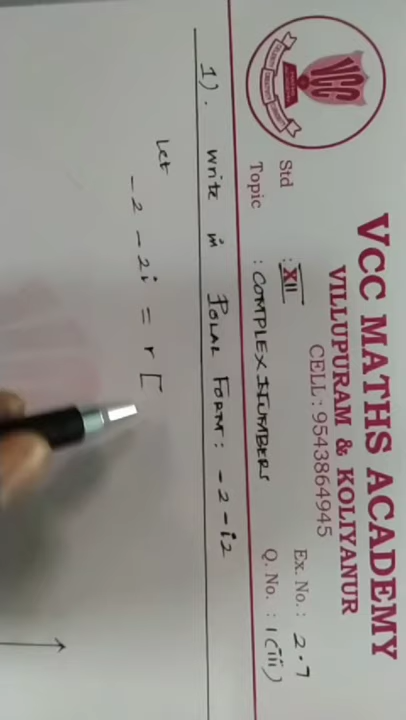 VCC MATHS ACADEMY
VILLUPURAM & KOLIYANUR
CELL : 9543864945
VCC
Std : XII
Ex. No. : 2.7
Topic : COMPLEX NUMBERS
Q. No. : 1(iii)
1). Write in POLAR FORM: -2-i2
Let
-2 -2i = r [